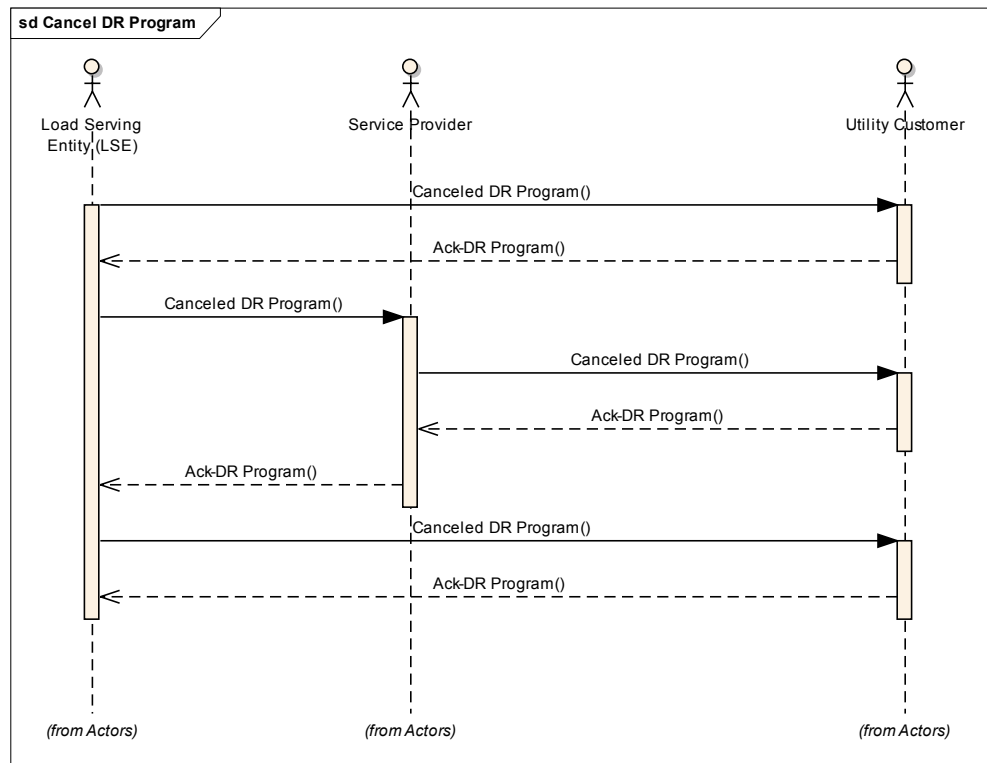 sd Cancel DR Program
Load Serving
Entity (LSE)
Service Provider
Utility Customer
Canceled DR Program()
Ack-DR Program()
Canceled DR Program()
Canceled DR Program()
Ack-DR Program()
Ack-DR Program()
Canceled DR Program()
Ack-DR Program()
(from Actors)
(from Actors)
(from Actors)